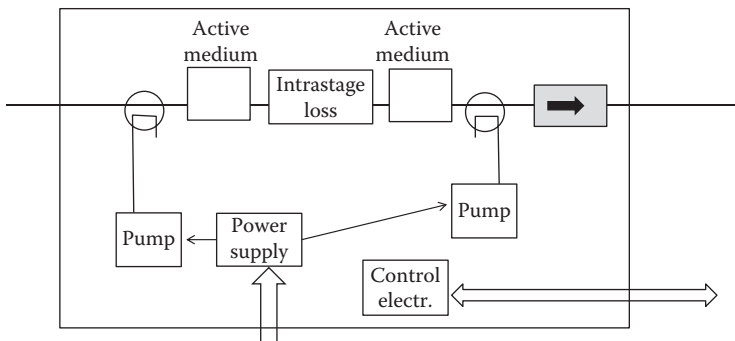 Active
medium
Active
medium
Intrastage
loss
Pump
Power
supply
Pump
Control
electr.